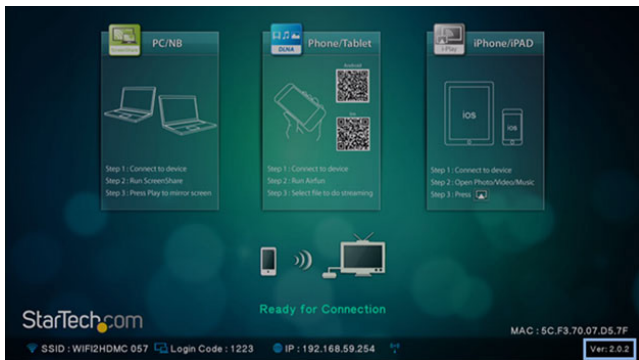 ScreenShare
PC/NB
Step 1 : Connect to device
Step 2 : Run ScreenShare
Step 3 : Press Play to mirror screen
DLNA
Phone/Tablet
Android
iOs
Step 1 : Connect to device
Step 2 : Run Airfun
Step 3 : Select file to do streaming
i-Play
iPhone/iPAD
ios
ios
Step 1 : Connect to device
Step 2 : Open Photo/Video/Music
Step 3 : Press
Ready for Connection
StarTech.com
MAC : 5C.F3.70.07.D5.7F
SSID : WIFI2HDMC 057 Login Code : 1223 IP : 192.168.59.254
Ver: 2.0.2